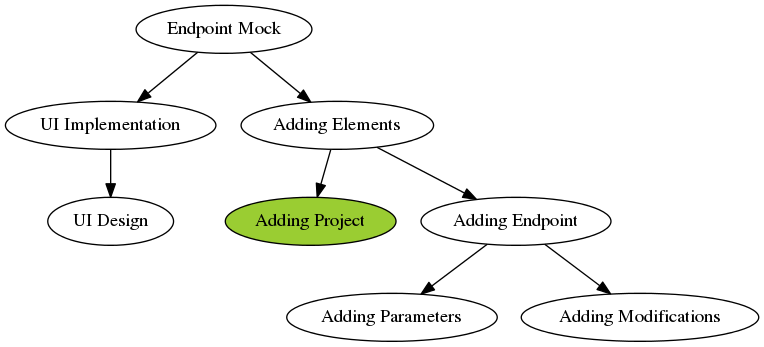 Endpoint Mock
UI Implementation
Adding Elements
UI Design
Adding Project
Adding Endpoint
Adding Parameters
Adding Modifications